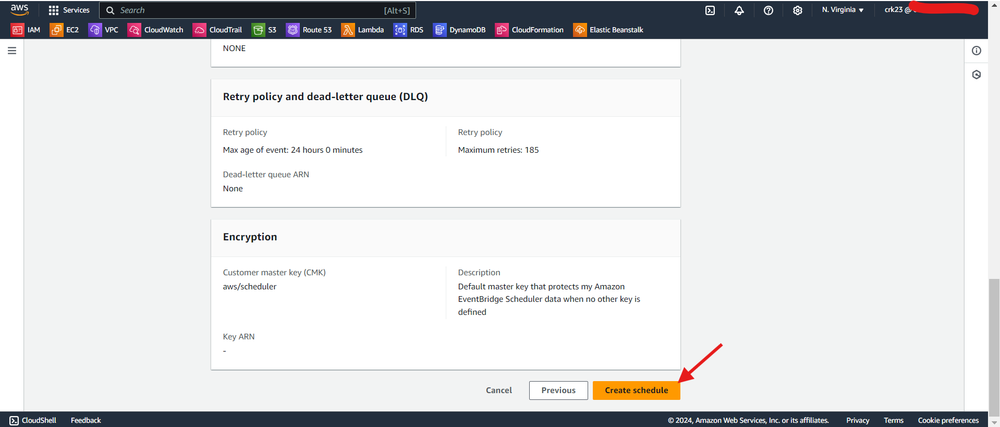 aws
Services
Search
[Alt+S]
N. Virginia
crk23 @
IAM
EC2
VPC
CloudWatch
CloudTrail
S3
Route 53
Lambda
RDS
DynamoDB
CloudFormation
Elastic Beanstalk
NONE
Retry policy and dead-letter queue (DLQ)
Retry policy
Max age of event: 24 hours 0 minutes
Retry policy
Maximum retries: 185
Dead-letter queue ARN
None
Encryption
Customer master key (CMK)
aws/scheduler
Description
Default master key that protects my Amazon
EventBridge Scheduler data when no other key is
defined
Key ARN
-
Cancel
Previous
Create schedule
CloudShell
Feedback
© 2024, Amazon Web Services, Inc. or its affiliates.
Privacy
Terms
Cookie preferences